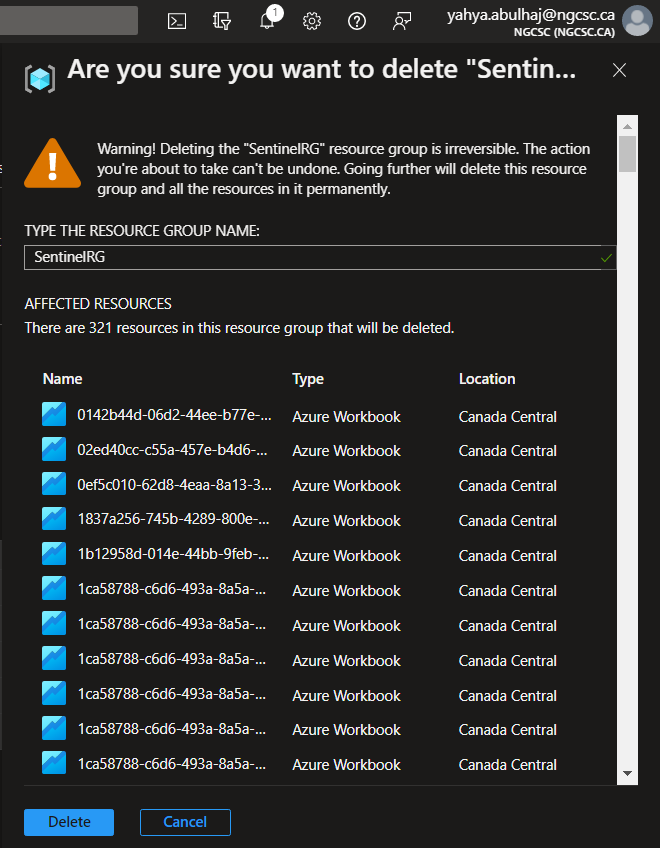 1
yahya.abulhaj@ngcsc.ca
NGCSC (NGCSC.CA)
Are you sure you want to delete "Sentin...
Warning! Deleting the "SentinelRG" resource group is irreversible. The action
you're about to take can't be undone. Going further will delete this resource
group and all the resources in it permanently.
TYPE THE RESOURCE GROUP NAME:
SentinelRG
AFFECTED RESOURCES
There are 321 resources in this resource group that will be deleted.
Name Type Location
0142b44d-06d2-44ee-b77e-... Azure Workbook Canada Central
02ed40cc-c55a-457e-b4d6-... Azure Workbook Canada Central
0ef5c010-62d8-4eaa-8a13-3... Azure Workbook Canada Central
1837a256-745b-4289-800e-... Azure Workbook Canada Central
1b12958d-014e-44bb-9feb-... Azure Workbook Canada Central
1ca58788-c6d6-493a-8a5a-... Azure Workbook Canada Central
1ca58788-c6d6-493a-8a5a-... Azure Workbook Canada Central
1ca58788-c6d6-493a-8a5a-... Azure Workbook Canada Central
1ca58788-c6d6-493a-8a5a-... Azure Workbook Canada Central
1ca58788-c6d6-493a-8a5a-... Azure Workbook Canada Central
1ca58788-c6d6-493a-8a5a-... Azure Workbook Canada Central
Delete Cancel